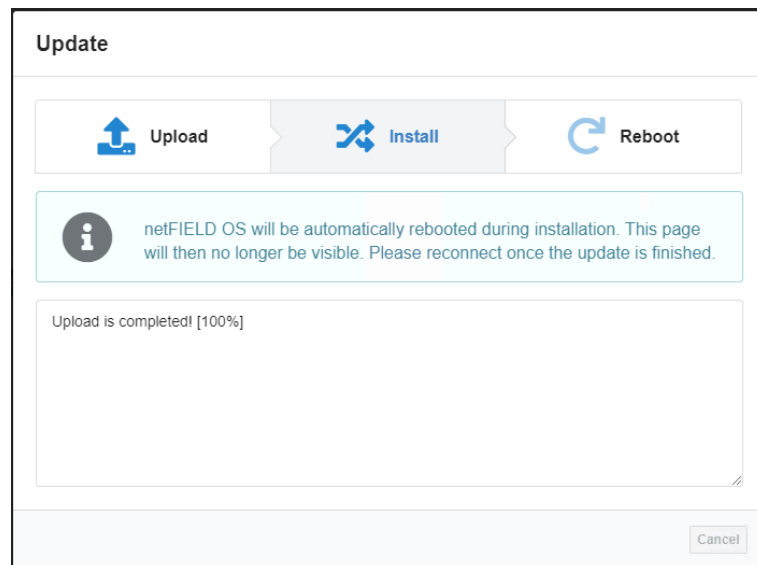 Update
Upload
Install
Reboot
netFIELD OS will be automatically rebooted during installation. This page
will then no longer be visible. Please reconnect once the update is finished.
Upload is completed! [100%]
Cancel